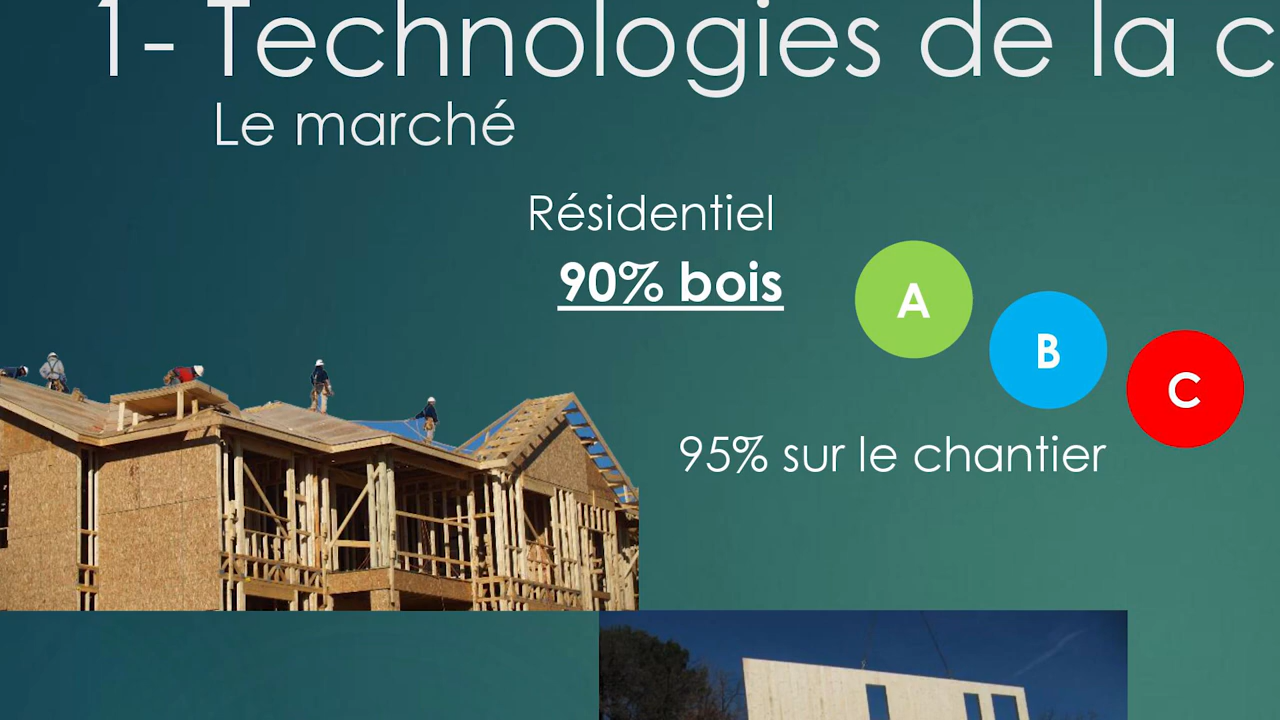 1- Technologies de la c
Le marché
Résidentiel
90% bois
A
B
C
95% sur le chantier